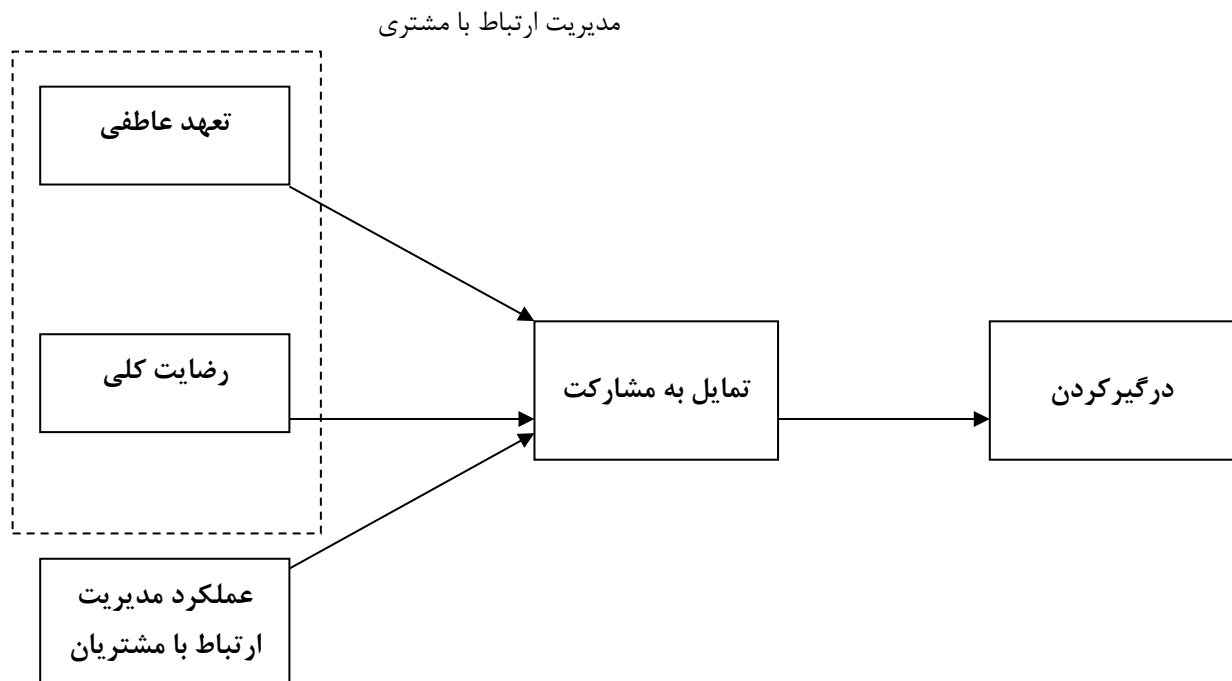 مدیریت ارتباط با مشتری
تعهد عاطفی
رضایت کلی
تمایل به مشارکت
درگیرکردن
عملکرد مدیریت
ارتباط با مشتریان